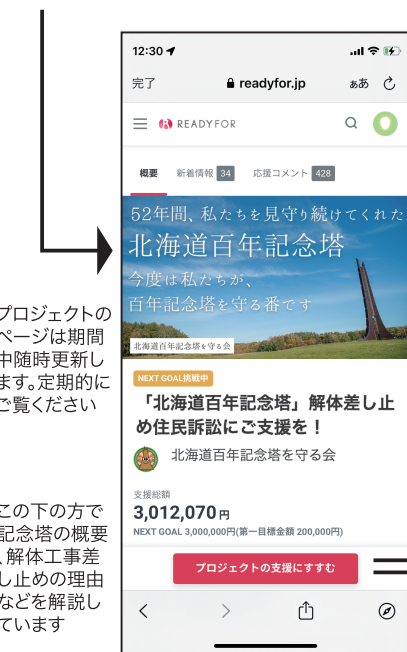 12:30
完了
readyfor.jp
ああ
READYFOR
概要
新着情報 34
応援コメント 428
52年間、私たちを見守り続けてくれた
北海道百年記念塔
今度は私たちが、
百年記念塔を守る番です
北海道百年記念塔を守る会
NEXT GOAL挑戦中
「北海道百年記念塔」解体差し止
め住民訴訟にご支援を！
北海道百年記念塔を守る会
支援総額
3,012,070円
NEXT GOAL 3,000,000円(第一目標金額 200,000円)
プロジェクトの支援にすすむ
プロジェクトの
ページは期間
中随時更新し
ます。定期的に
ご覧ください
この下の方で
記念塔の概要
、解体工事差
し止めの理由
などを解説し
ています